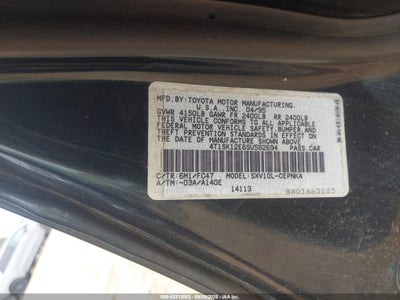 MFD.BY:TOYOTA MOTOR MANUFACTURING,
U.S.A.,INC. 04/95
GVWR 4150LB GAWR FR 2400LB RR 2400LB
THIS VEHICLE CONFORMS TO ALL APPLICABLE
FEDERAL MOTOR VEHICLE SAFETY,BUMPER,AND
THEFT PREVENTION STANDARDS IN EFFECT ON
THE DATE OF MANUFACTURE SHOWN ABOVE.
4T1SK12E6SU582694 PASS.CAR
C/TR: 6M1/FC47 MODEL: SXV10L-CEPNKA
A/TM: -03A/A140E
14113